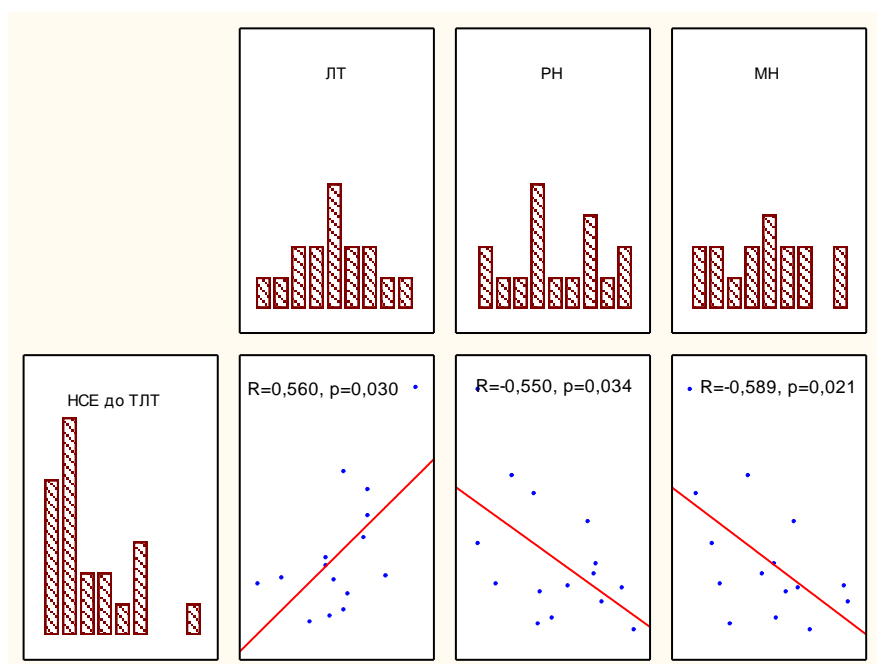 ЛТ
РН
МН
НСЕ до ТЛТ
R=0,560, p=0,030
R=-0,550, p=0,034
R=-0,589, p=0,021